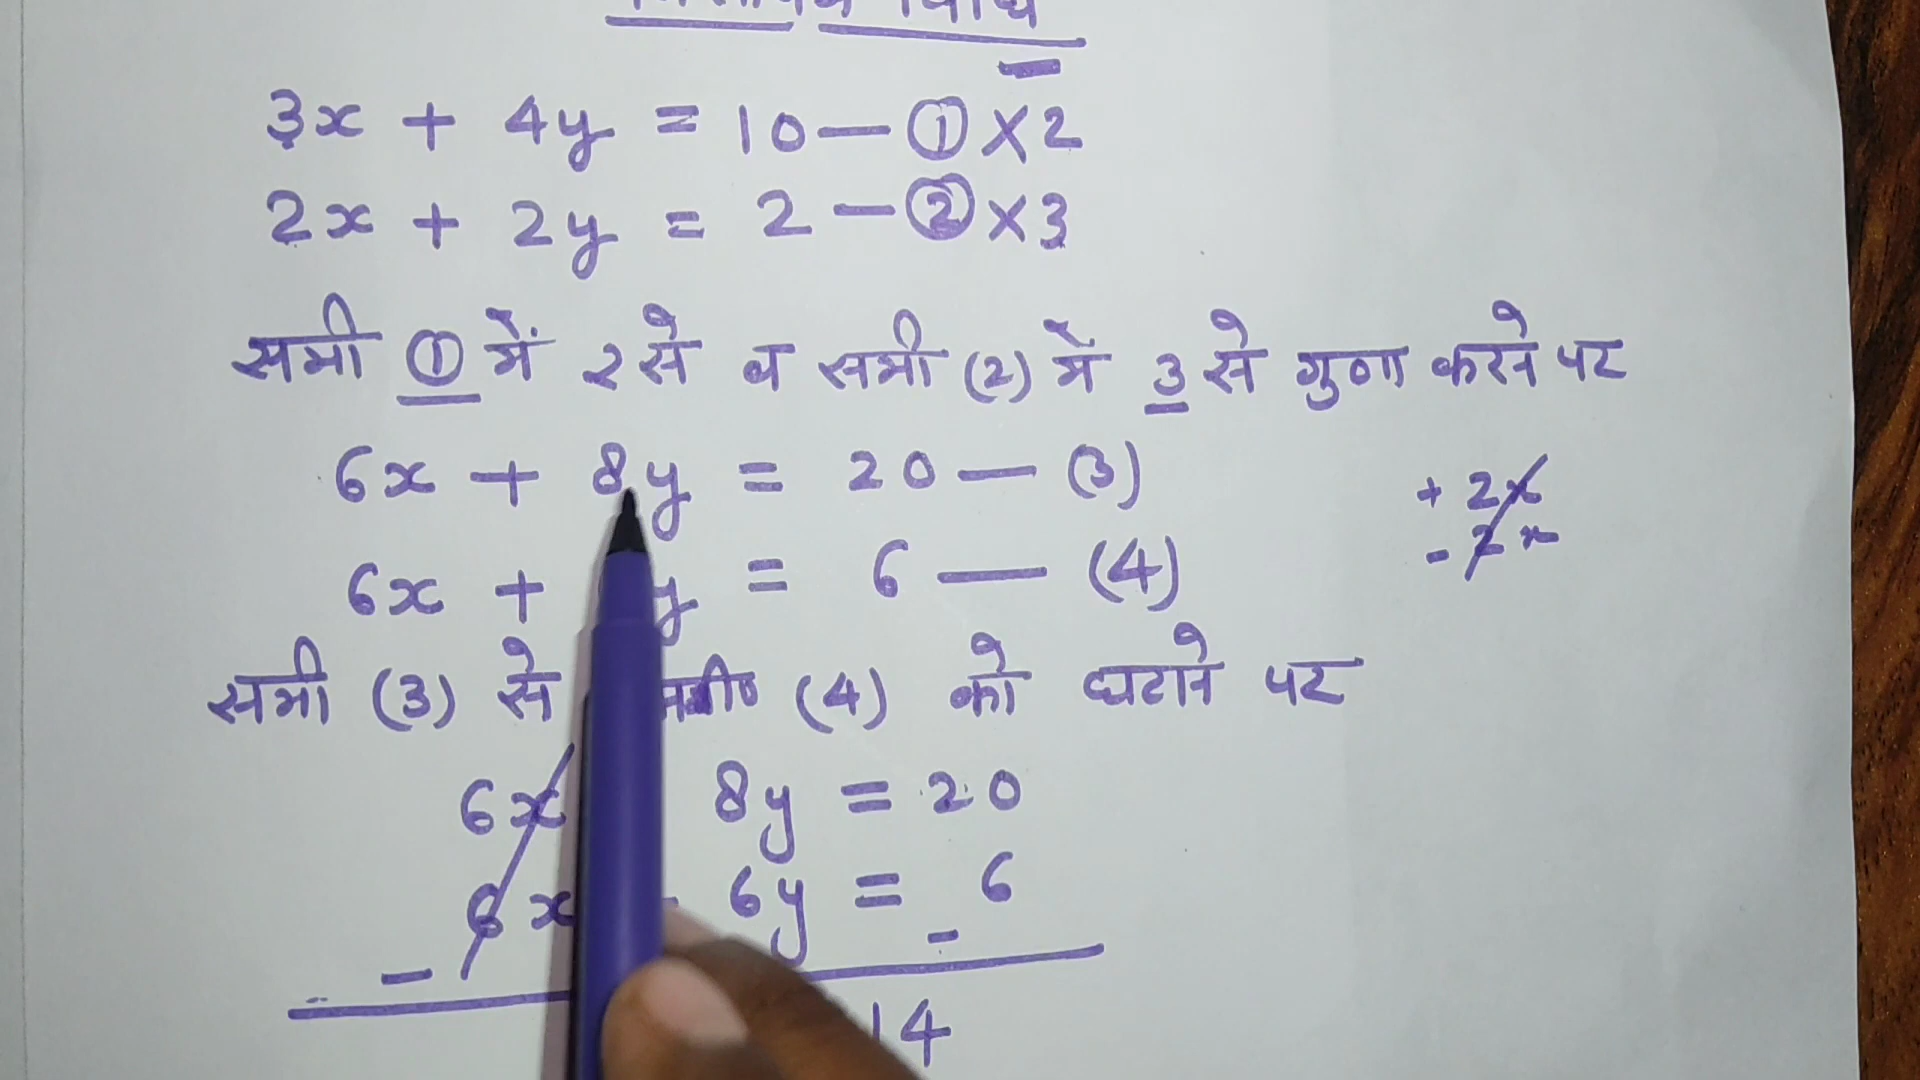 विधि
3x + 4y = 10 — ① × 2
2x + 2y = 2 — ② × 3
समी ① में 2 से व समी (2) में 3 से गुणा करने पर
6x + 8y = 20 — (3)
+ 2x
- 2x
6x + y = 6 — (4)
समी (3) से समी० (4) को घटाने पर
6x 8y = 20
6x 6y = 6
- -
14